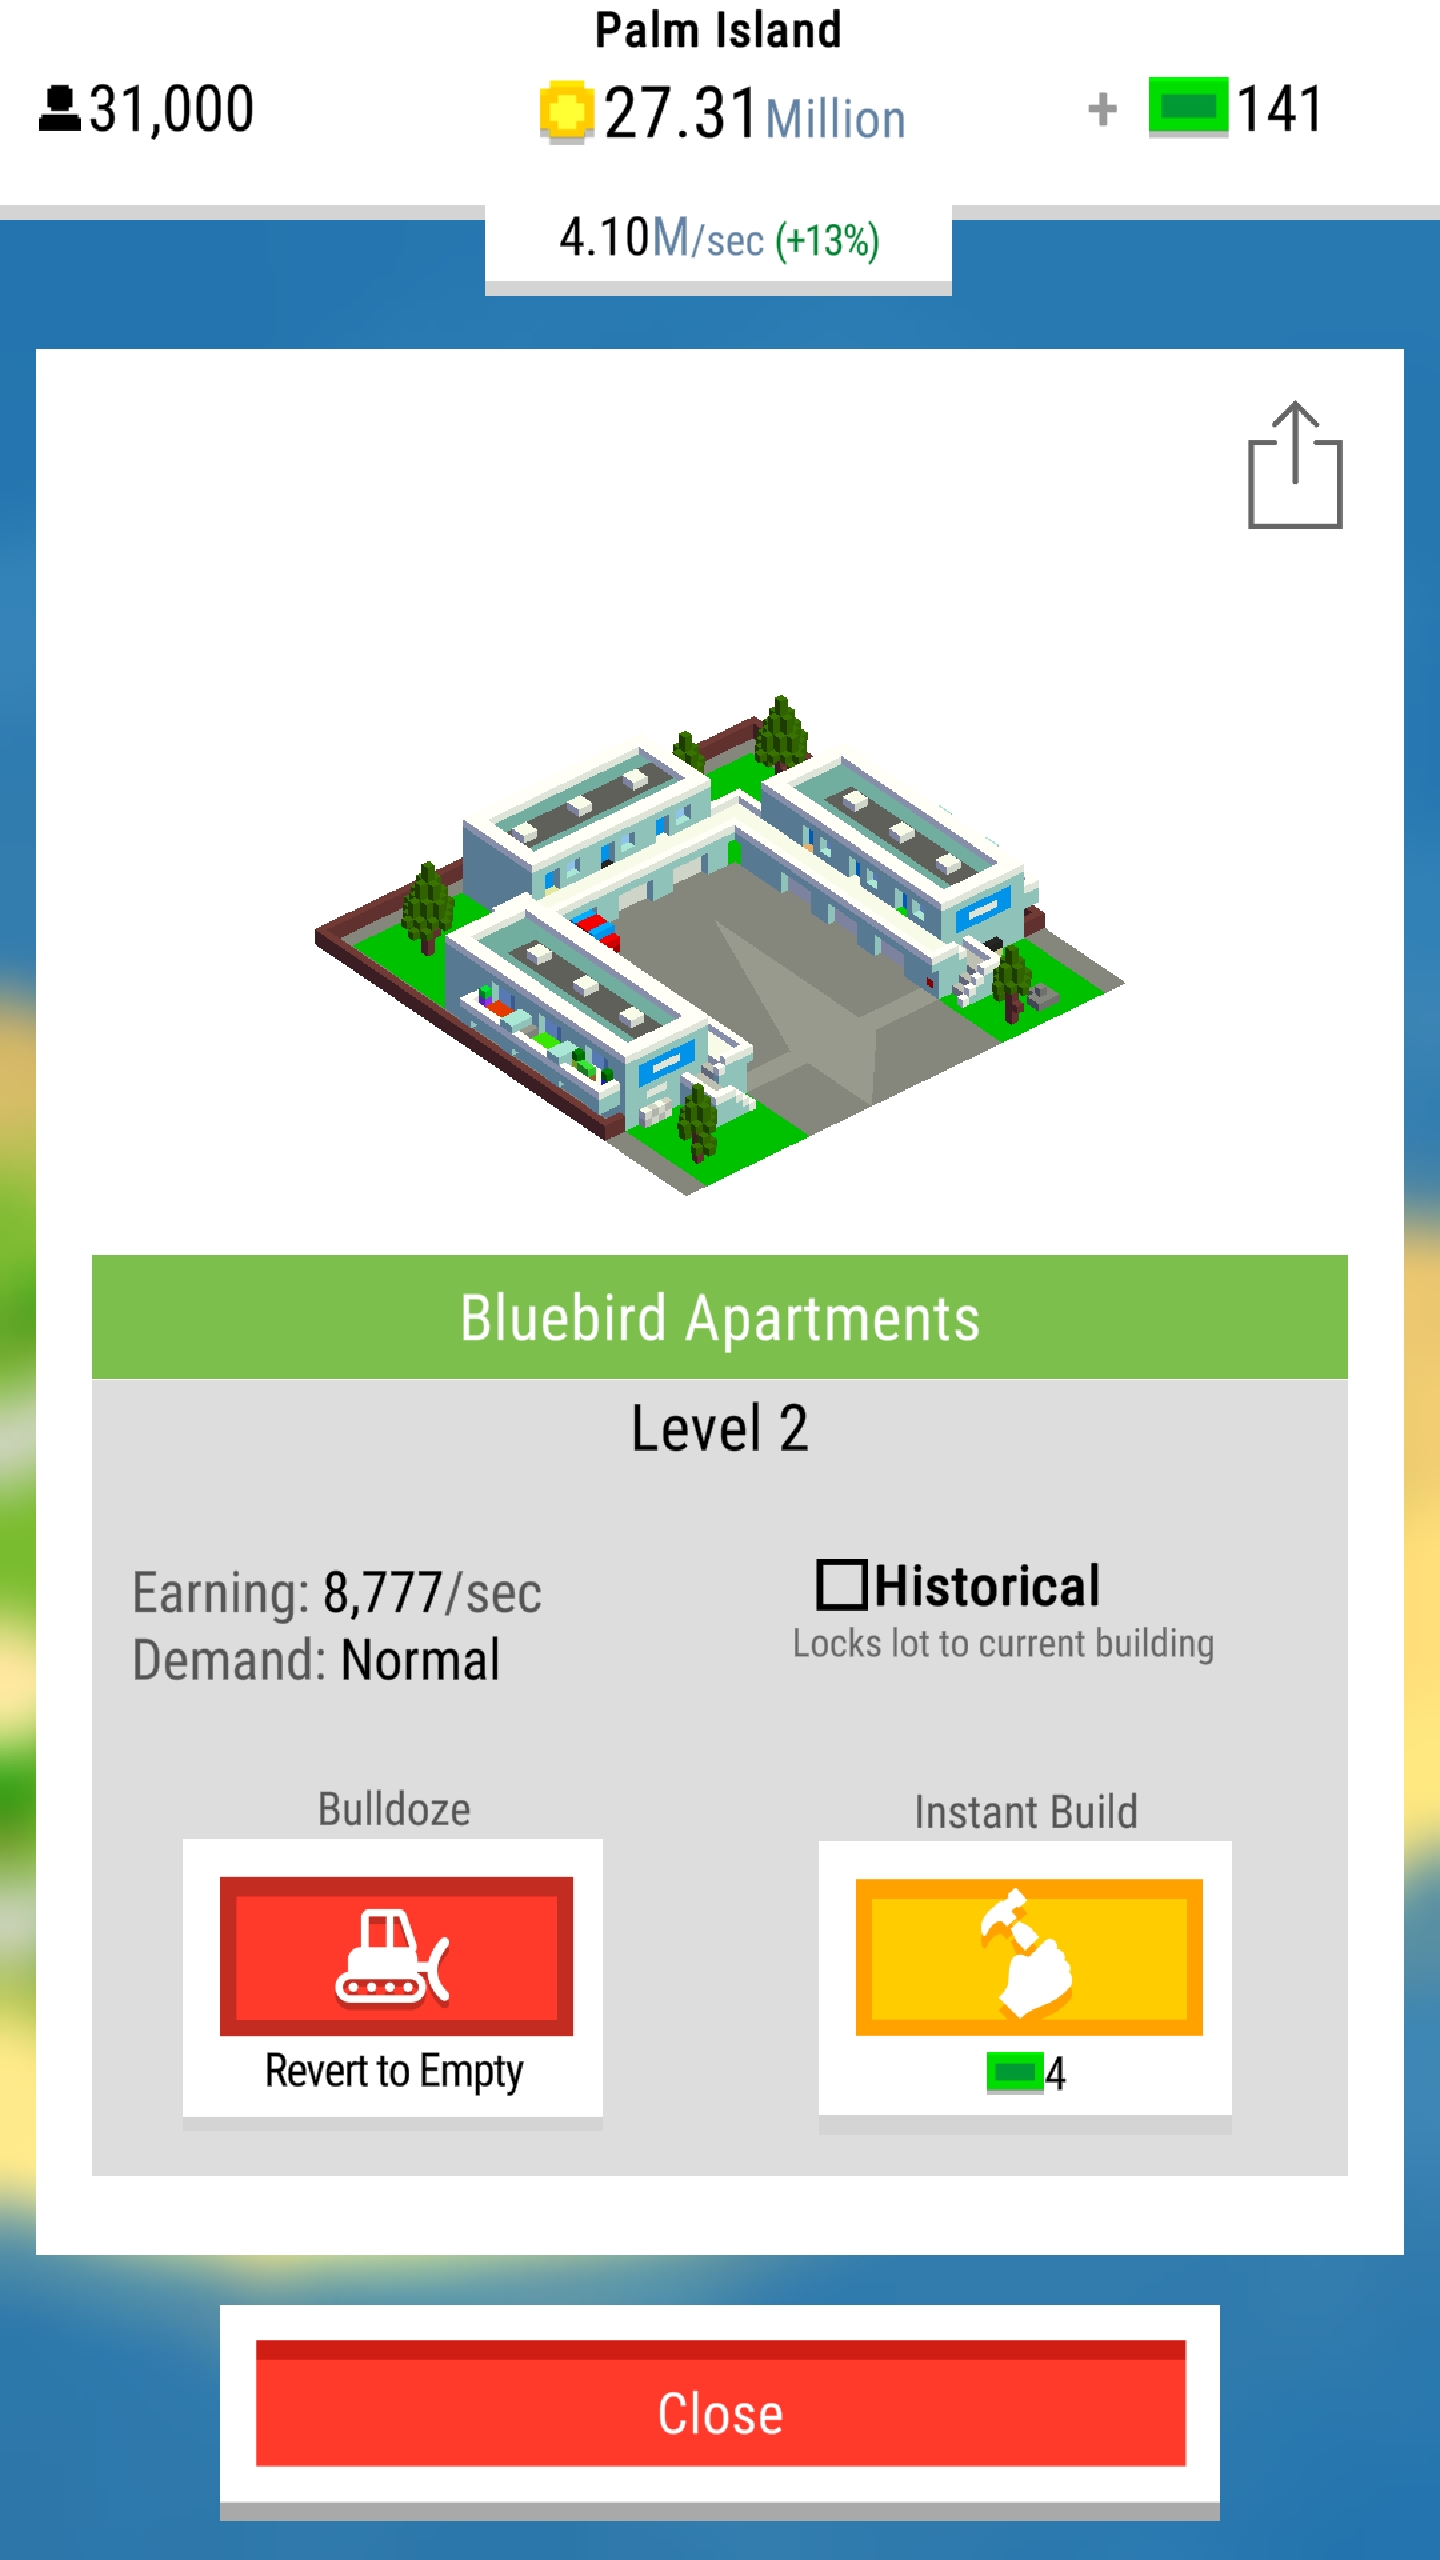 Palm Island
31,000
27.31 Million
+ 141
4.10M/sec (+13%)
Bluebird Apartments
Level 2
Earning: 8,777/sec
Demand: Normal
Historical
Locks lot to current building
Bulldoze
Revert to Empty
Instant Build
4
Close